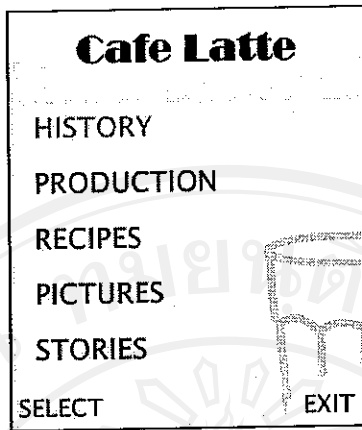 Cafe Latte
HISTORY
PRODUCTION
RECIPES
PICTURES
STORIES
SELECT EXIT